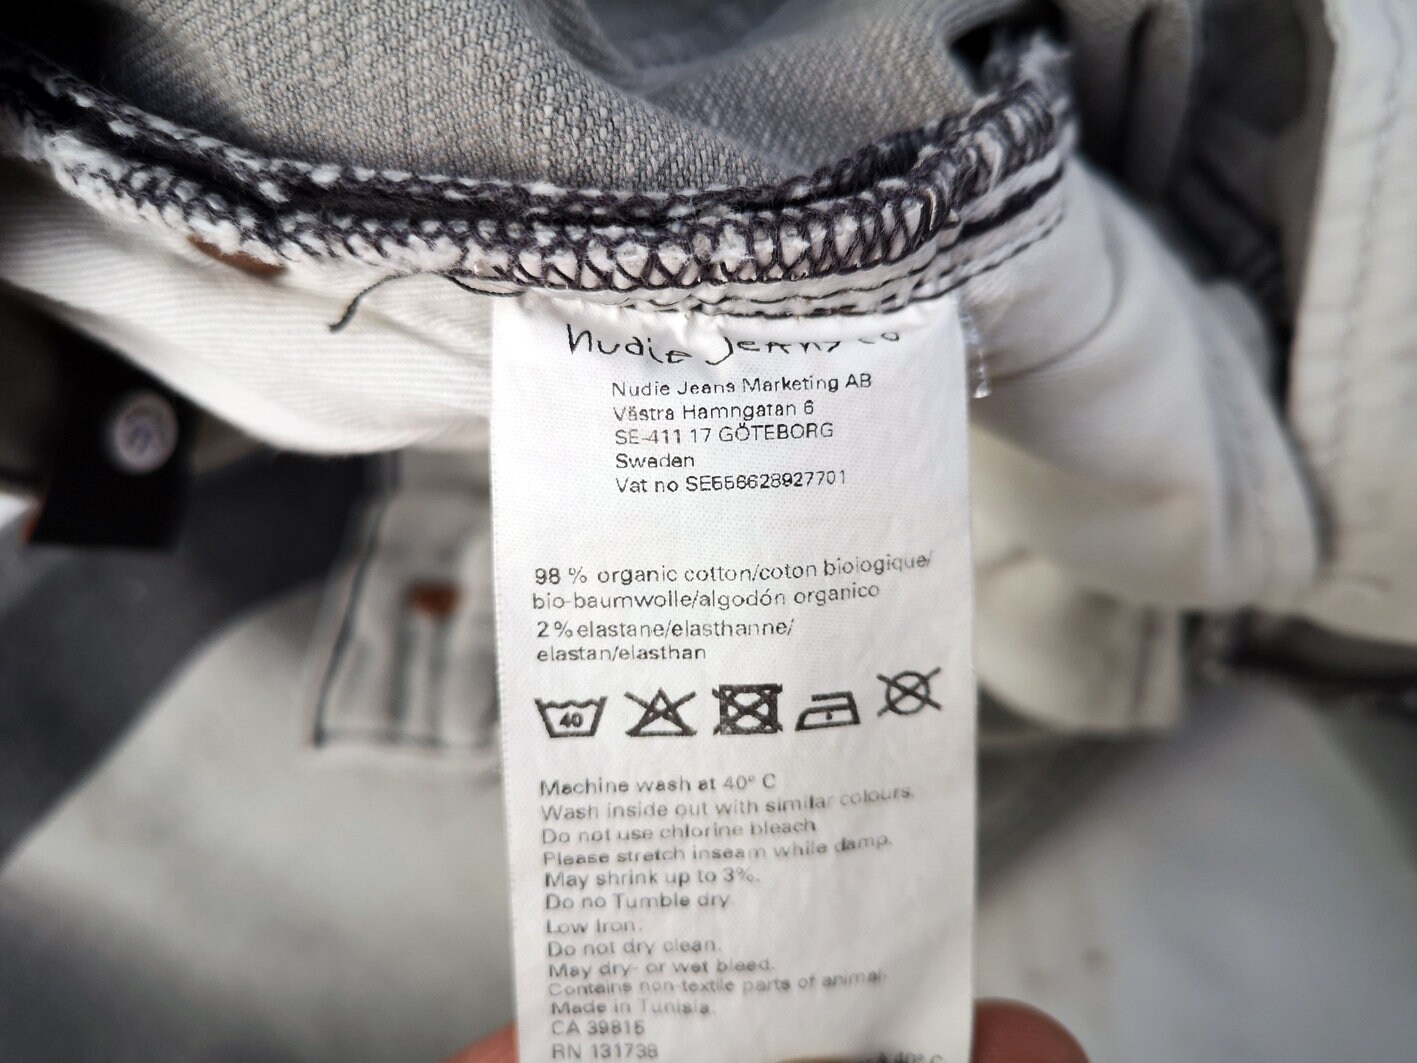 Nudie Jeans co
Nudie Jeans Marketing AB
Västra Hamngatan 6
SE-411 17 GÖTEBORG
Sweden
Vat no SE556628927701
98 % organic cotton/coton biologique/
bio-baumwolle/algodón organico
2 % elastane/elasthanne/
elastan/elasthan
40
Machine wash at 40° C
Wash inside out with similar colours.
Do not use chlorine bleach
Please stretch inseam while damp.
May shrink up to 3%.
Do no Tumble dry
Low Iron.
Do not dry clean.
May dry- or wet bleed.
Contains non-textile parts of animal
Made in Tunisia.
CA 39815
RN 131738
40° C